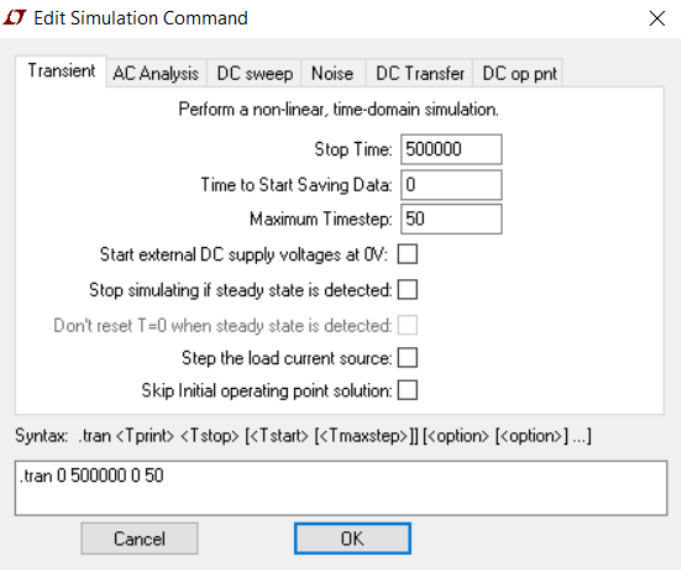 Edit Simulation Command
Transient AC Analysis DC sweep Noise DC Transfer DC op pnt
Perform a non-linear, time-domain simulation.
Stop Time: 500000
Time to Start Saving Data: 0
Maximum Timestep: 50
Start external DC supply voltages at 0V:
Stop simulating if steady state is detected:
Don't reset T=0 when steady state is detected:
Step the load current source:
Skip Initial operating point solution:
Syntax: .tran <Tprint> <Tstop> [<Tstart> [<Tmaxstep>]] [<option> [<option>] ...]
.tran 0 500000 0 50
Cancel OK